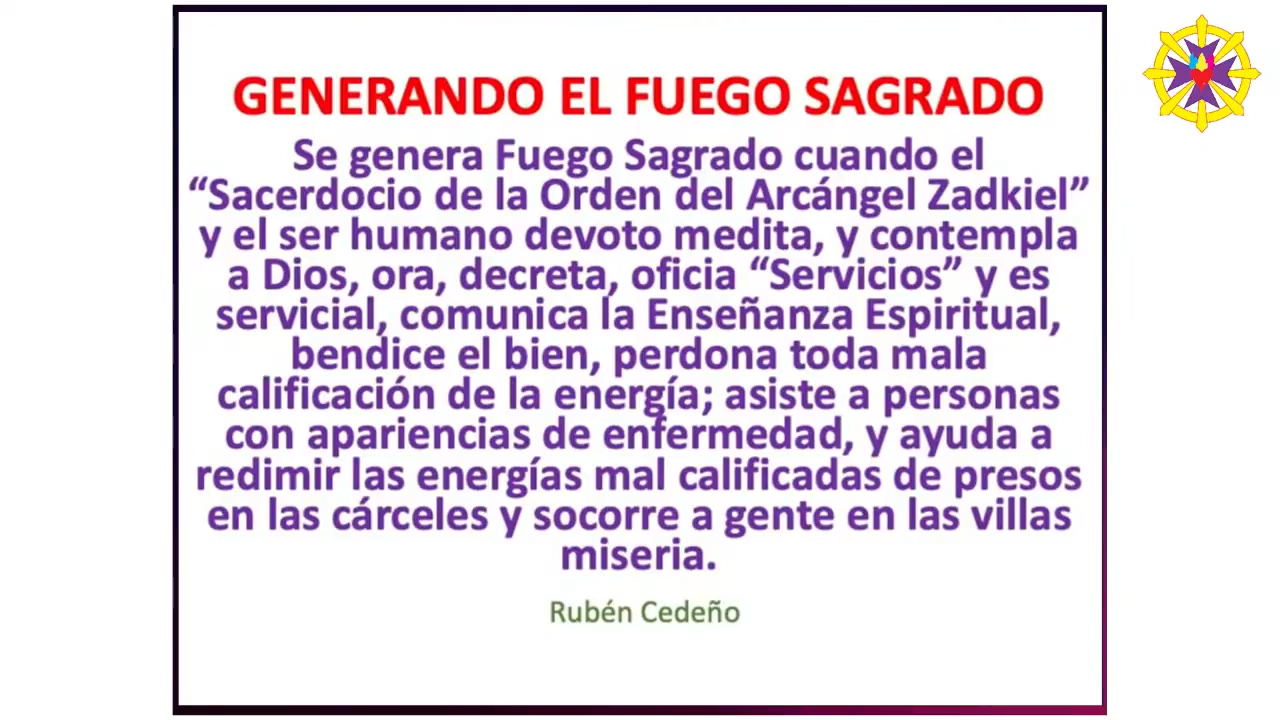 GENERANDO EL FUEGO SAGRADO
Se genera Fuego Sagrado cuando el
“Sacerdocio de la Orden del Arcángel Zadkiel”
y el ser humano devoto medita, y contempla
a Dios, ora, decreta, oficia “Servicios” y es
servicial, comunica la Enseñanza Espiritual,
bendice el bien, perdona toda mala
calificación de la energía; asiste a personas
con apariencias de enfermedad, y ayuda a
redimir las energías mal calificadas de presos
en las cárceles y socorre a gente en las villas
miseria.
Rubén Cedeño